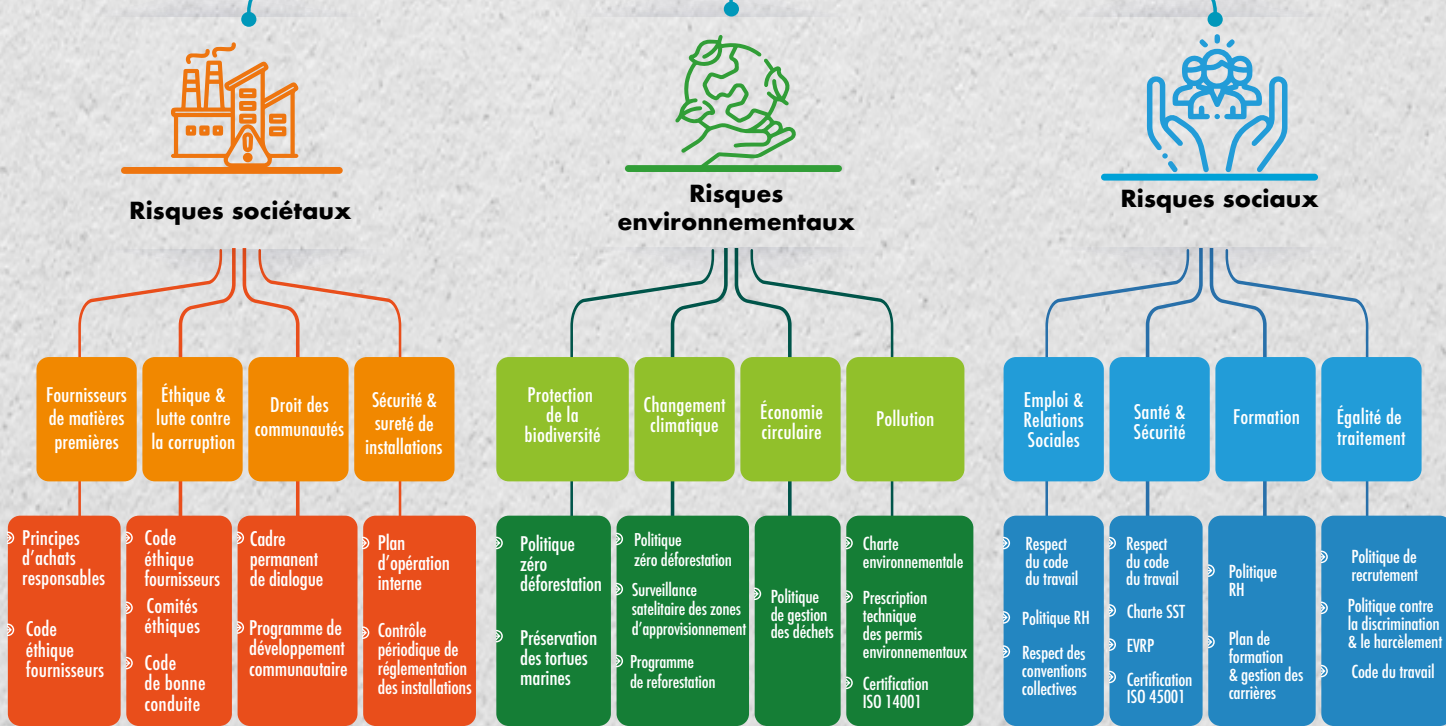 Risques sociétaux
Fournisseurs
de matières
premières
Éthique &
lutte contre
la corruption
Droit des
communautés
Sécurité &
sureté de
installations
Principes
d'achats
responsables
Code
éthique
fournisseurs
Code
éthique
fournisseurs
Comités
éthiques
Code
de bonne
conduite
Cadre
permanent
de dialogue
Programme de
développement
communautaire
Plan
d'opération
interne
Contrôle
périodique de
réglementation
des installations
Risques
environnementaux
Protection
de la
biodiversité
Changement
climatique
Économie
circulaire
Pollution
Politique
zéro
déforestation
Préservation
des tortues
marines
Politique
zéro déforestation
Surveillance
satelitaire des zones
d'approvisionnement
Programme
de reforestation
Politique
de gestion
des déchets
Charte
environnementale
Prescription
technique
des permis
environnementaux
Certification
ISO 14001
Risques sociaux
Emploi &
Relations
Sociales
Santé &
Sécurité
Formation
Égalité de
traitement
Respect
du code
du travail
Politique RH
Respect des
conventions
collectives
Respect
du code
du travail
Charte SST
EVRP
Certification
ISO 45001
Politique
RH
Plan de
formation
& gestion des
carrières
Politique de
recrutement
Politique contre
la discrimination
& le harcèlement
Code du travail